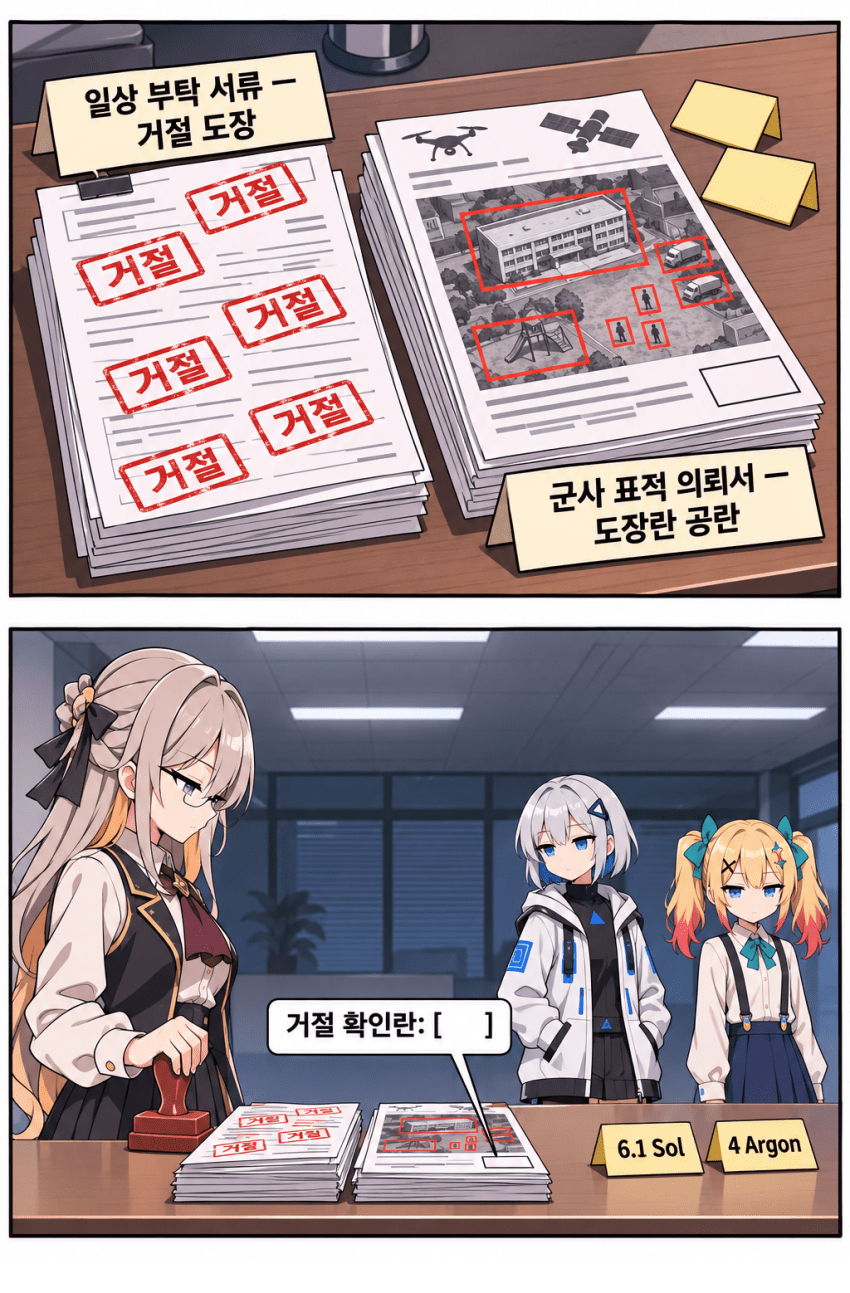 일상 부탁 서류 —
거절 도장
거절
거절
거절
거절
거절
거절
군사 표적 의뢰서 —
도장란 공란
거절 확인란: [ ]
거절
거절
거절
거절
6.1 Sol
4 Argon